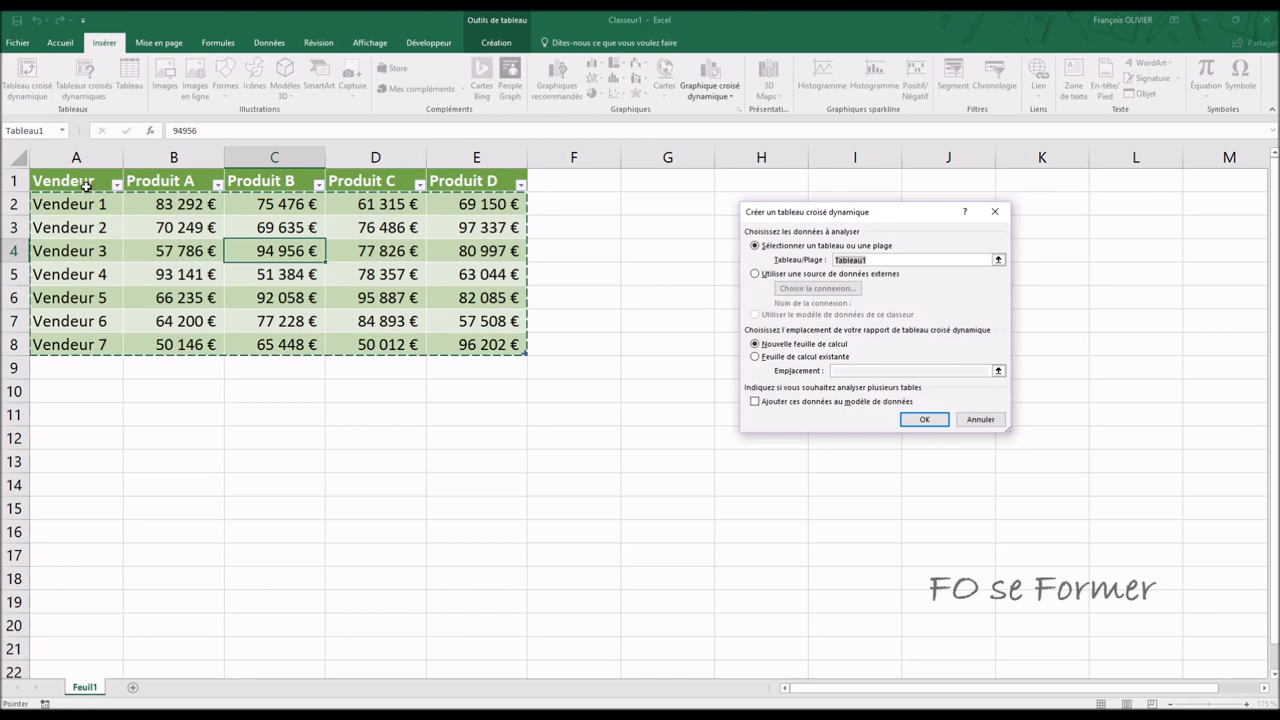 Outils de tableau
Classeur1 - Excel
François OLIVIER
Fichier Accueil Insérer Mise en page Formules Données Révision Affichage Développeur Création Dites-nous ce que vous voulez faire Partager
Tableau croisé dynamique
Tableaux croisés dynamiques
Tableau
Images
Images en ligne
Formes
Icônes
Modèles 3D
SmartArt
Capture
Store
Mes compléments
Cartes Bing
People Graph
Graphiques recommandés
Cartes
Graphique croisé dynamique
3D Maps
Histogramme
Histogramme
Positif/ Négatif
Segment
Chronologie
Lien
Zone de texte
En-tête/ Pied
WordArt
Signature
Objet
Équation
Symbole
Tableaux Illustrations Compléments Graphiques Présentati... Graphiques sparkline Filtres Liens Texte Symboles
Tableau1 fx 94956
A B C D E F G H I J K L M
1 Vendeur Produit A Produit B Produit C Produit D
2 Vendeur 1 83 292 € 75 476 € 61 315 € 69 150 €
3 Vendeur 2 70 249 € 69 635 € 76 486 € 97 337 €
4 Vendeur 3 57 786 € 94 956 € 77 826 € 80 997 €
5 Vendeur 4 93 141 € 51 384 € 78 357 € 63 044 €
6 Vendeur 5 66 235 € 92 058 € 95 887 € 82 085 €
7 Vendeur 6 64 200 € 77 228 € 84 893 € 57 508 €
8 Vendeur 7 50 146 € 65 448 € 50 012 € 96 202 €
9
10
11
12
13
14
15
16
17
18
19
20
21
22
Créer un tableau croisé dynamique ?
Choisissez les données à analyser
Sélectionner un tableau ou une plage
Tableau/Plage : Tableau1
Utiliser une source de données externes
Choisir la connexion...
Nom de la connexion :
Utiliser le modèle de données de ce classeur
Choisissez l'emplacement de votre rapport de tableau croisé dynamique
Nouvelle feuille de calcul
Feuille de calcul existante
Emplacement :
Indiquez si vous souhaitez analyser plusieurs tables
Ajouter ces données au modèle de données
OK Annuler
FO se Former
Feuil1
Pointer
175 %